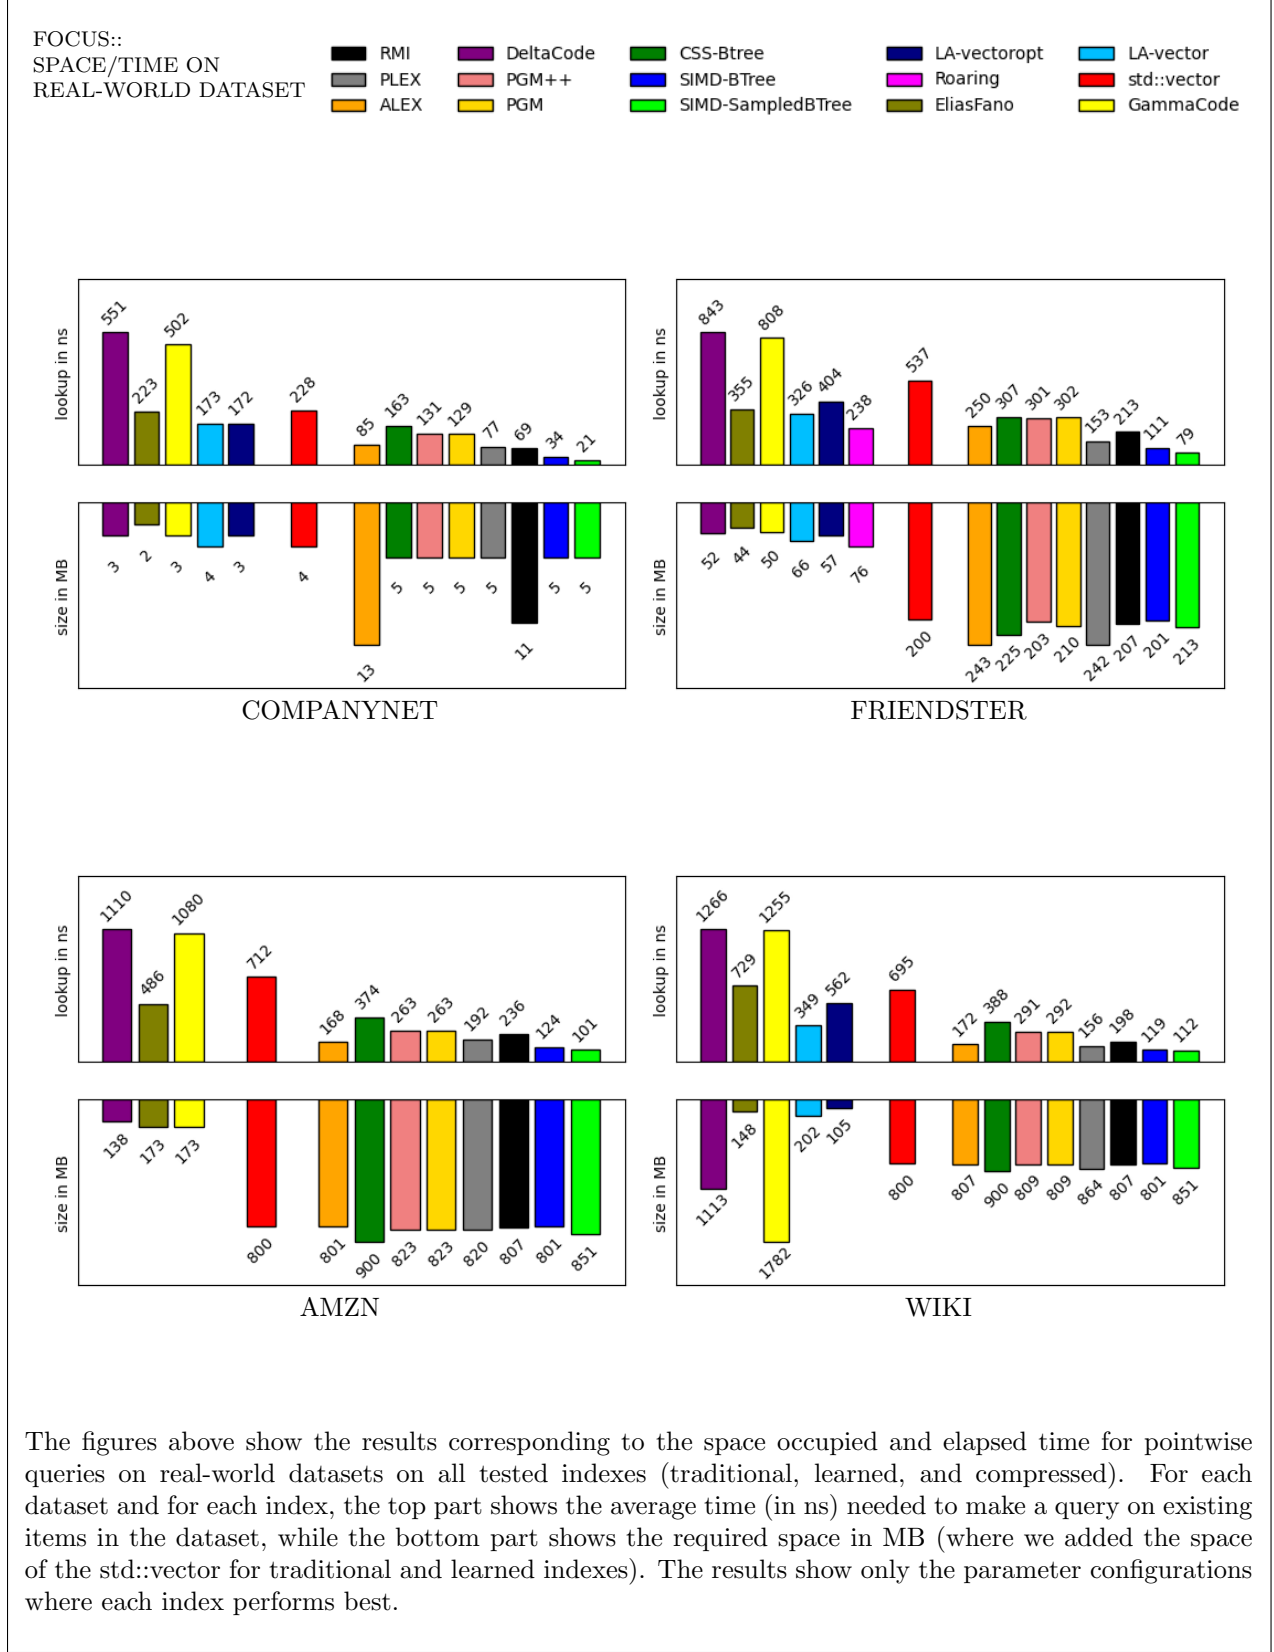 FOCUS::
SPACE/TIME ON
REAL-WORLD DATASET
RMI
PLEX
ALEX
DeltaCode
PGM++
PGM
CSS-Btree
SIMD-BTree
SIMD-SampledBTree
LA-vectoropt
Roaring
EliasFano
LA-vector
std::vector
GammaCode
lookup in ns
551 223 502 173 172 228 85 163 131 129 77 69 34 21
size in MB
3 2 3 4 3 4 13 5 5 5 5 11 5 5
COMPANYNET
lookup in ns
843 355 808 326 404 238 537 250 307 301 302 153 213 111 79
size in MB
52 44 50 66 57 76 200 243 225 203 210 242 207 201 213
FRIENDSTER
lookup in ns
1110 486 1080 712 168 374 263 263 192 236 124 101
size in MB
138 173 173 800 801 900 823 823 820 807 801 851
AMZN
lookup in ns
1266 729 1255 349 562 695 172 388 291 292 156 198 119 112
size in MB
1113 148 1782 202 105 800 807 900 809 809 864 807 801 851
WIKI
The figures above show the results corresponding to the space occupied and elapsed time for pointwise
queries on real-world datasets on all tested indexes (traditional, learned, and compressed). For each
dataset and for each index, the top part shows the average time (in ns) needed to make a query on existing
items in the dataset, while the bottom part shows the required space in MB (where we added the space
of the std::vector for traditional and learned indexes). The results show only the parameter configurations
where each index performs best.